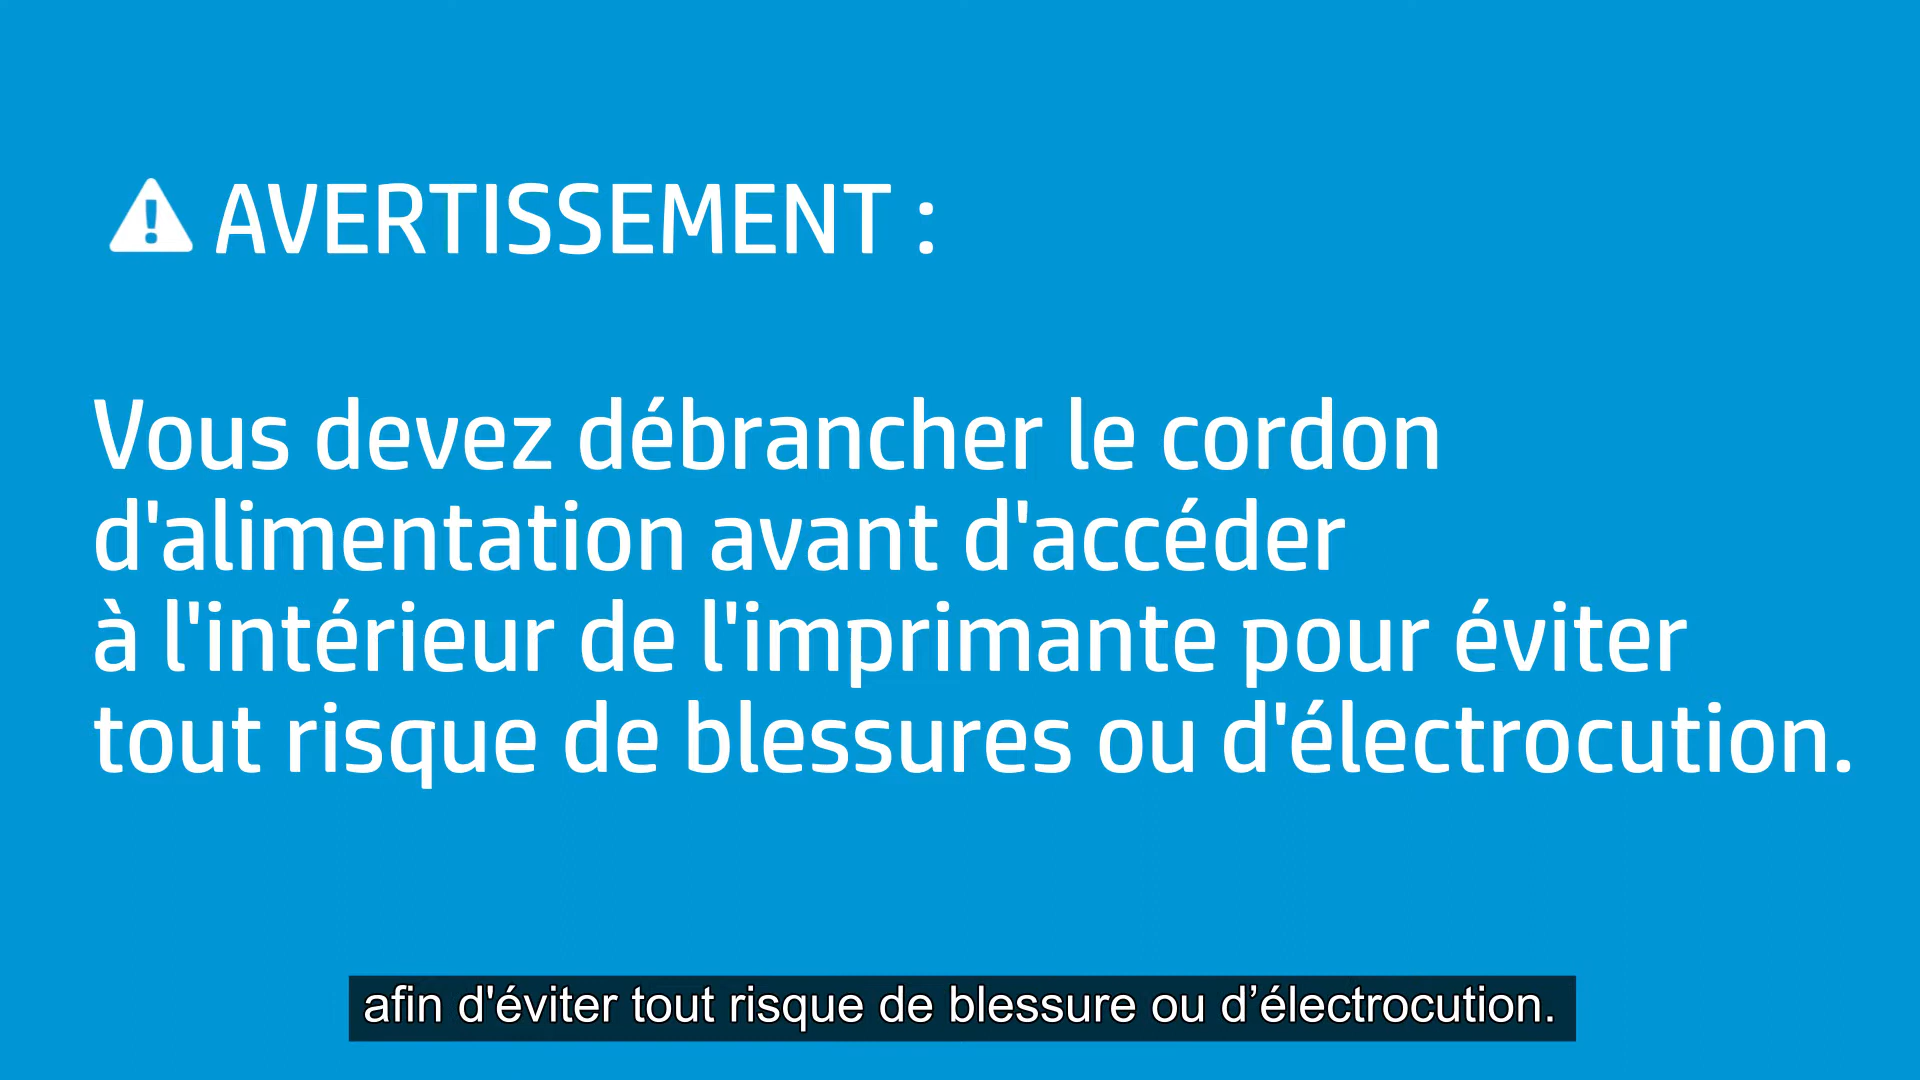 AVERTISSEMENT :
Vous devez débrancher le cordon
d'alimentation avant d'accéder
à l'intérieur de l'imprimante pour éviter
tout risque de blessures ou d'électrocution.
afin d'éviter tout risque de blessure ou d’électrocution.